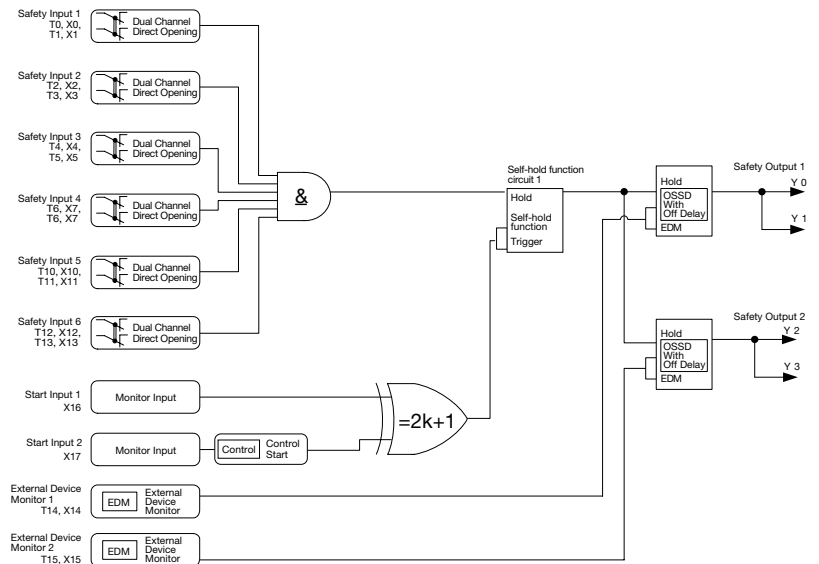 Safety Input 1
T0, X0,
T1, X1
Dual Channel
Direct Opening
Safety Input 2
T2, X2,
T3, X3
Dual Channel
Direct Opening
Safety Input 3
T4, X4,
T5, X5
Dual Channel
Direct Opening
Safety Input 4
T6, X7,
T6, X7
Dual Channel
Direct Opening
Safety Input 5
T10, X10,
T11, X11
Dual Channel
Direct Opening
Safety Input 6
T12, X12,
T13, X13
Dual Channel
Direct Opening
&
Start Input 1
X16
Monitor Input
Start Input 2
X17
Monitor Input
Control
Control
Start
=2k+1
External Device
Monitor 1
T14, X14
EDM
External
Device
Monitor
External Device
Monitor 2
T15, X15
EDM
External
Device
Monitor
Self-hold function
circuit 1
Hold
Self-hold
function
Trigger
Hold
OSSD
With
Off Delay
EDM
Safety Output 1
Y 0
Y 1
Hold
OSSD
With
Off Delay
EDM
Safety Output 2
Y 2
Y 3